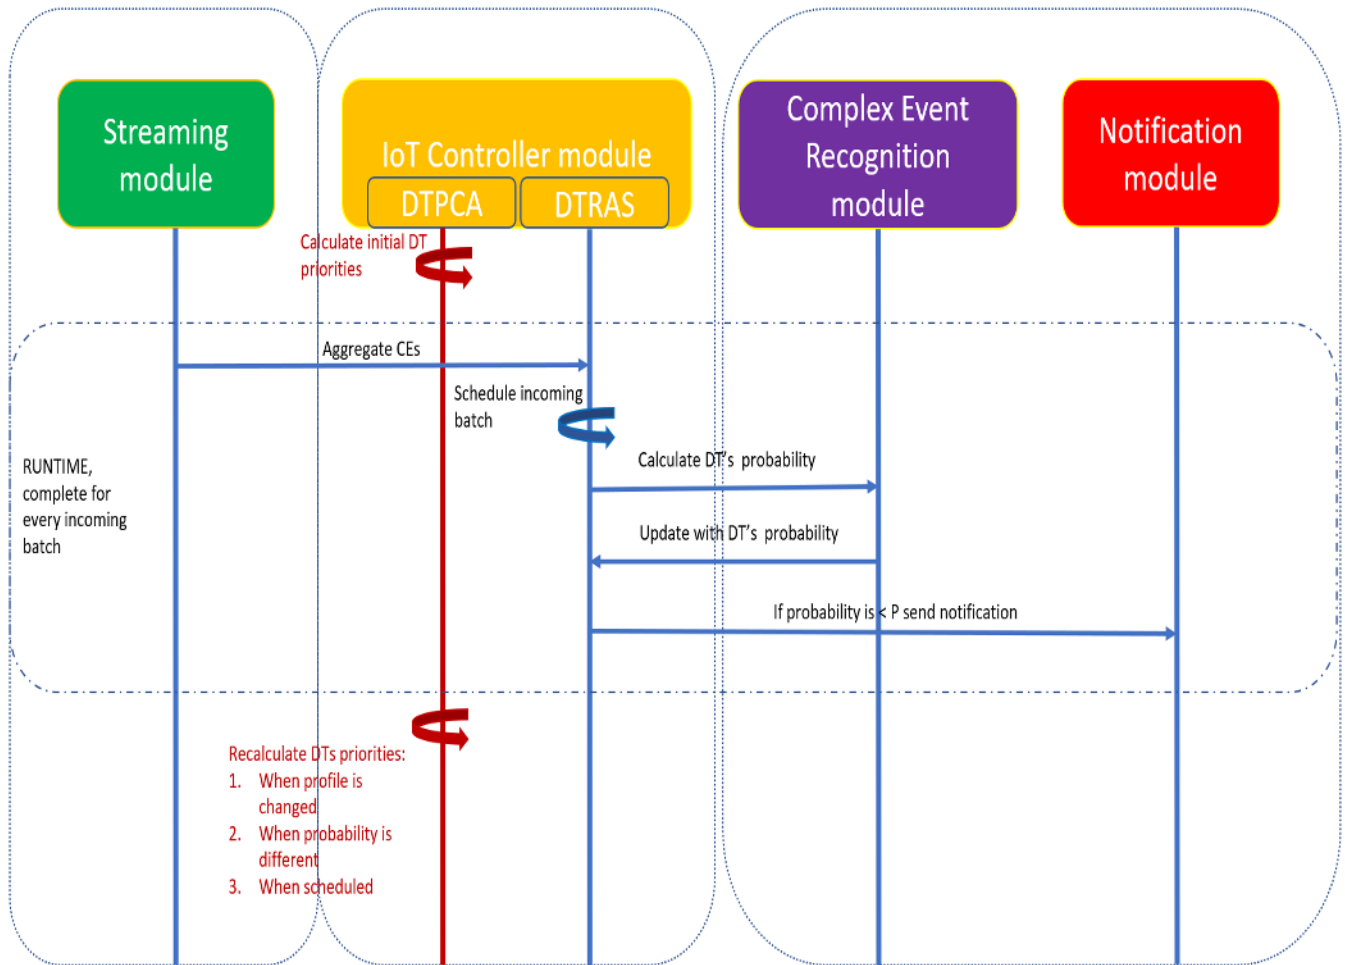 Streaming
module
IoT Controller module
DTPCA
DTRAS
Complex Event
Recognition
module
Notification
module
Calculate initial DT
priorities
Aggregate CEs
Schedule incoming
batch
Calculate DT's probability
RUNTIME,
complete for
every incoming
batch
Update with DT's probability
If probability is < P send notification
Recalculate DTs priorities:
1. When profile is
changed
2. When probability is
different
3. When scheduled